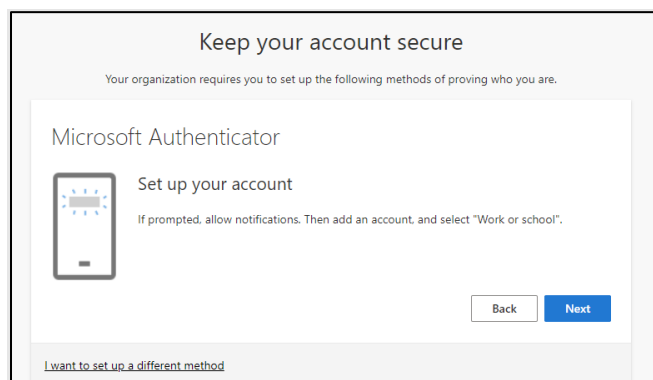 Keep your account secure
Your organization requires you to set up the following methods of proving who you are.
Microsoft Authenticator
Set up your account
If prompted, allow notifications. Then add an account, and select "Work or school".
Back Next
I want to set up a different method